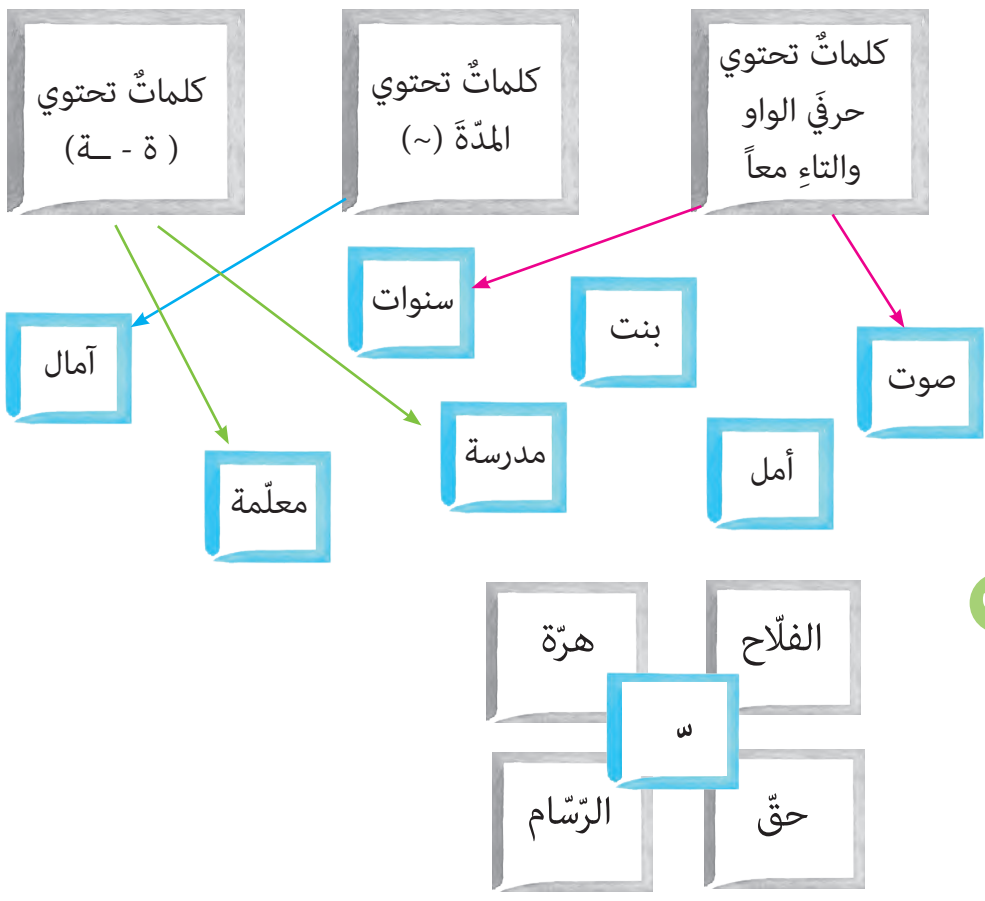 كلماتٌ تحتوي
حرفَي الواو
والتاءِ معاً
كلماتٌ تحتوي
المدّةَ (~)
كلماتٌ تحتوي
( ة - ـة)
سنوات
بنت
صوت
آمال
مدرسة
أمل
معلّمة
الفلّاح
هرّة
ّ
حقّ
الرّسّام